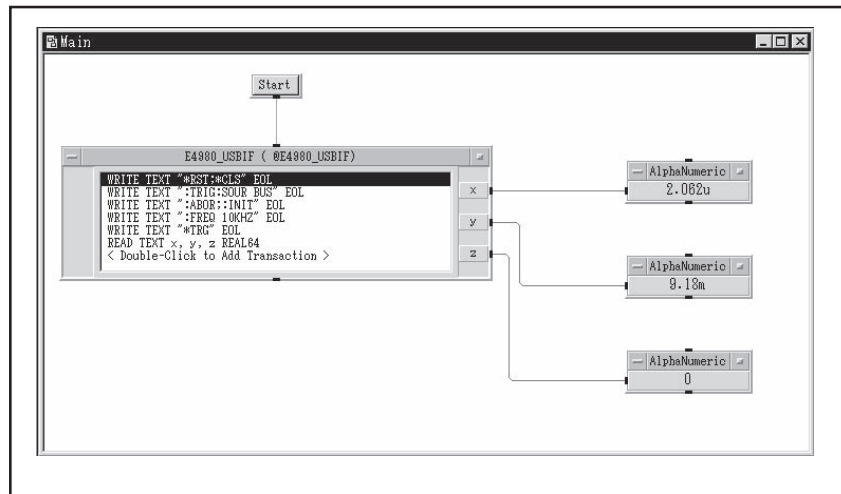 Main
Start
E4980_USBIF ( @E4980_USBIF)
WRITE TEXT "*RST;*CLS" EOL
WRITE TEXT ":TRIG:SOUR BUS" EOL
WRITE TEXT ":ABOR;:INIT" EOL
WRITE TEXT ":FREQ 10KHZ" EOL
WRITE TEXT "*TRG" EOL
READ TEXT x, y, z REAL64
< Double-Click to Add Transaction >
x
y
z
AlphaNumeric
2.062u
AlphaNumeric
9.18m
AlphaNumeric
0